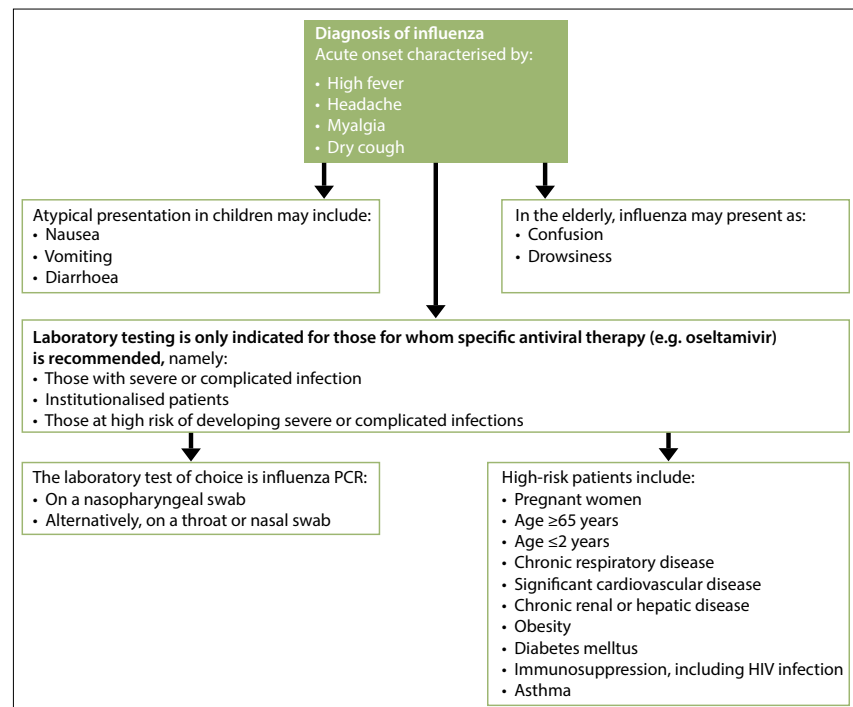 Diagnosis of influenza
Acute onset characterised by:
• High fever
• Headache
• Myalgia
• Dry cough
Atypical presentation in children may include:
• Nausea
• Vomiting
• Diarrhoea
In the elderly, influenza may present as:
• Confusion
• Drowsiness
Laboratory testing is only indicated for those for whom specific antiviral therapy (e.g. oseltamivir)
is recommended, namely:
• Those with severe or complicated infection
• Institutionalised patients
• Those at high risk of developing severe or complicated infections
The laboratory test of choice is influenza PCR:
• On a nasopharyngeal swab
• Alternatively, on a throat or nasal swab
High-risk patients include:
• Pregnant women
• Age ≥65 years
• Age ≤2 years
• Chronic respiratory disease
• Significant cardiovascular disease
• Chronic renal or hepatic disease
• Obesity
• Diabetes melltus
• Immunosuppression, including HIV infection
• Asthma